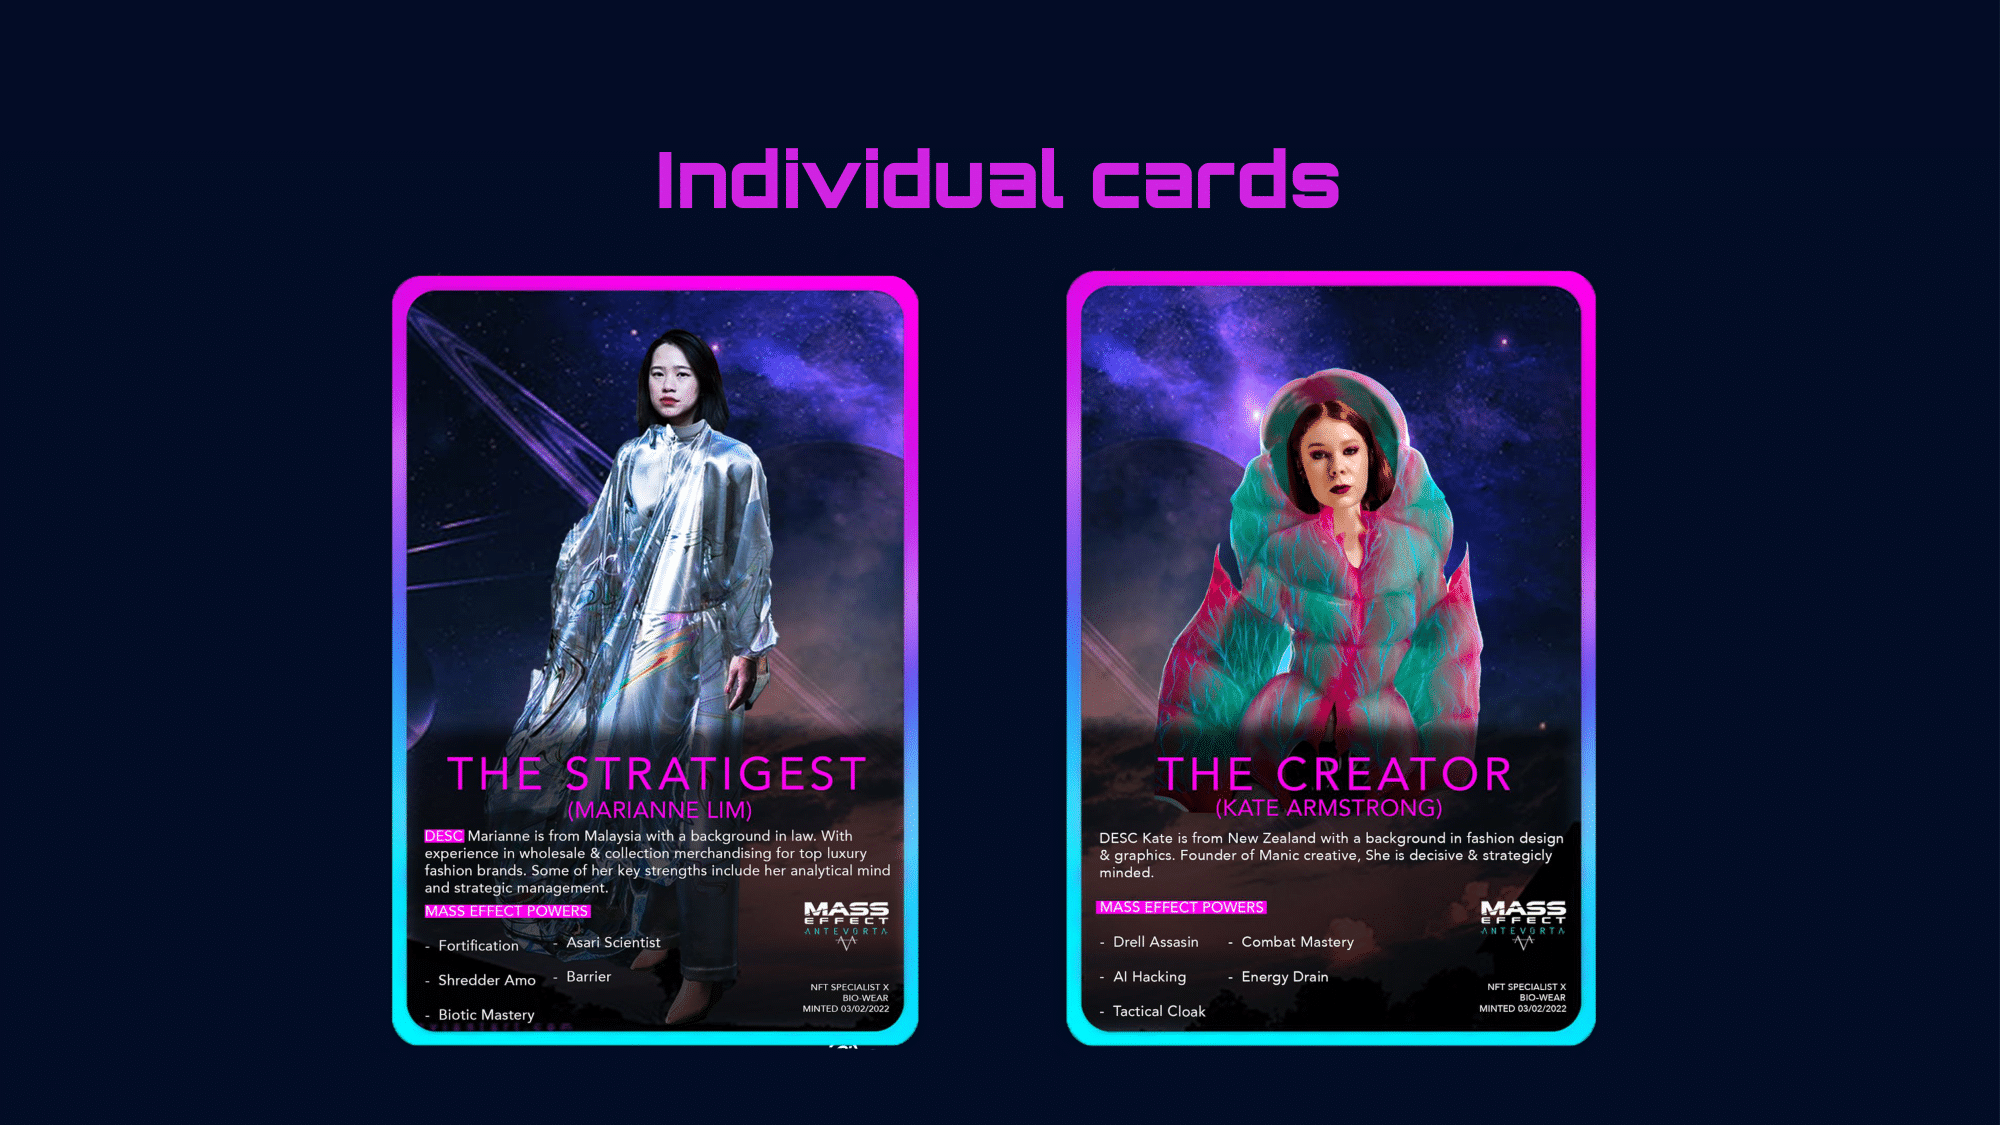 Individual cards
THE STRATIGEST
(MARIANNE LIM)
DESC Marianne is from Malaysia with a background in law. With
experience in wholesale & collection merchandising for top luxury
fashion brands. Some of her key strengths include her analytical mind
and strategic management.
MASS EFFECT POWERS
- Fortification
- Asari Scientist
- Shredder Amo
- Barrier
- Biotic Mastery
MASS
EFFECT
ANTEVORTA
NFT SPECIALIST X
BIO-WEAR
MINTED 03/02/2022
THE CREATOR
(KATE ARMSTRONG)
DESC Kate is from New Zealand with a background in fashion design
& graphics. Founder of Manic creative, She is decisive & strategicly
minded.
MASS EFFECT POWERS
- Drell Assasin
- Combat Mastery
- AI Hacking
- Energy Drain
- Tactical Cloak
MASS
EFFECT
ANTEVORTA
NFT SPECIALIST X
BIO-WEAR
MINTED 03/02/2022